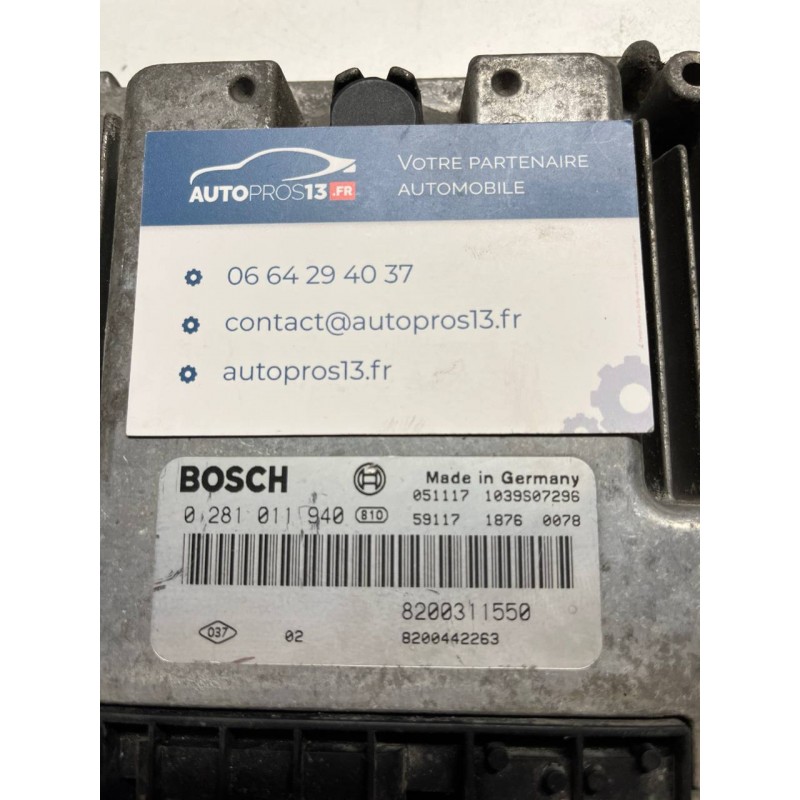 AUTOPROS13.FR
VOTRE PARTENAIRE
AUTOMOBILE
06 64 29 40 37
contact@autopros13.fr
autopros13.fr
BOSCH
Made in Germany
051117 1039S07296
0 281 011 940 810
59117 1876 0078
8200311550
037 02
8200442263